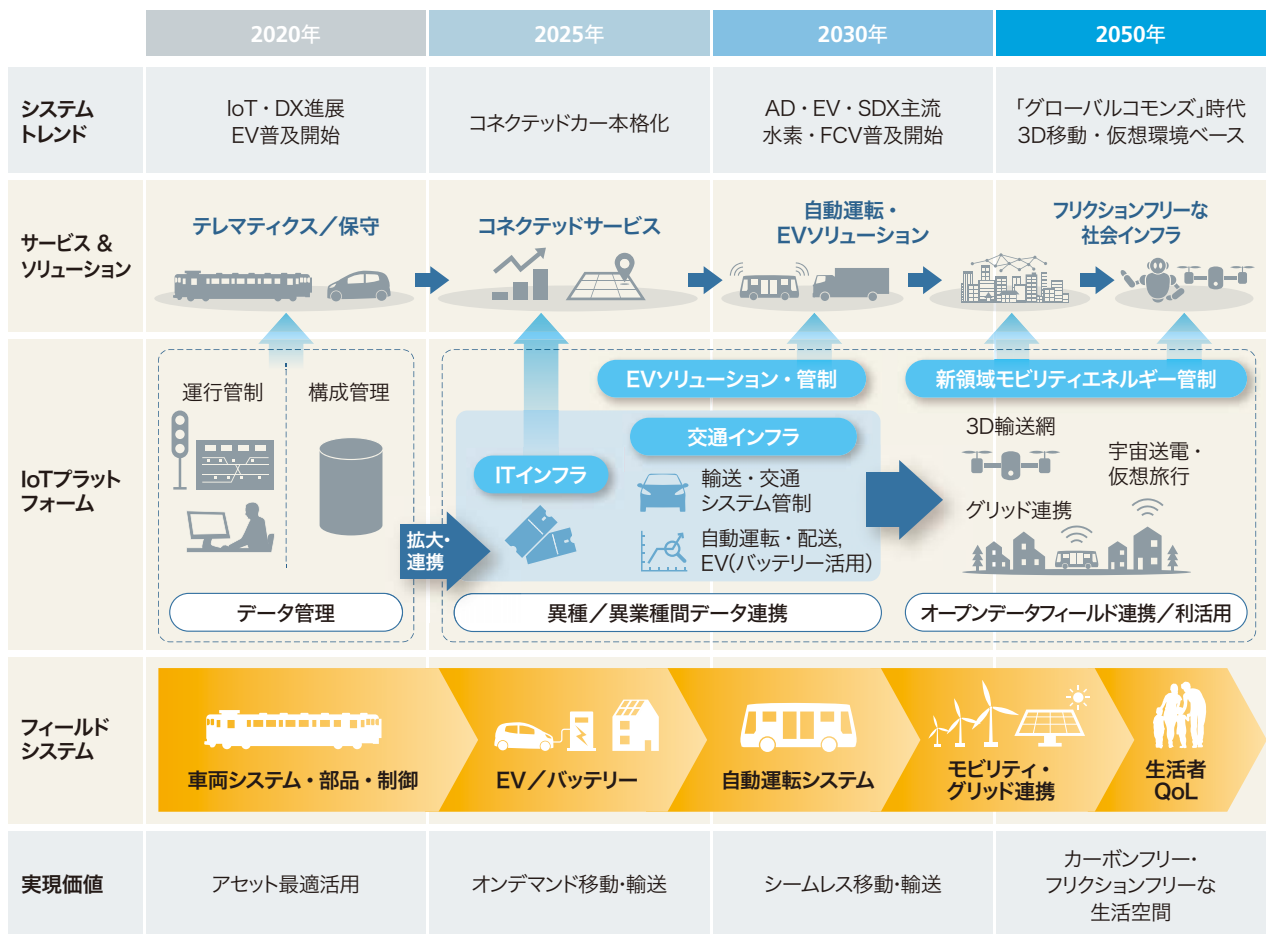 2020年
2025年
2030年
2050年
システム
トレンド
IoT・DX進展
EV普及開始
コネクテッドカー本格化
AD・EV・SDX主流
水素・FCV普及開始
「グローバルコモンズ」時代
3D移動・仮想環境ベース
サービス &
ソリューション
テレマティクス／保守
コネクテッドサービス
自動運転・
EVソリューション
フリクションフリーな
社会インフラ
IoTプラット
フォーム
運行管制
構成管理
データ管理
拡大・
連携
EVソリューション・管制
交通インフラ
ITインフラ
輸送・交通
システム管制
自動運転・配送,
EV(バッテリー活用)
異種／異業種間データ連携
新領域モビリティエネルギー管制
3D輸送網
宇宙送電・
仮想旅行
グリッド連携
オープンデータフィールド連携／利活用
フィールド
システム
車両システム・部品・制御
EV／バッテリー
自動運転システム
モビリティ・
グリッド連携
生活者
QoL
実現価値
アセット最適活用
オンデマンド移動・輸送
シームレス移動・輸送
カーボンフリー・
フリクションフリーな
生活空間